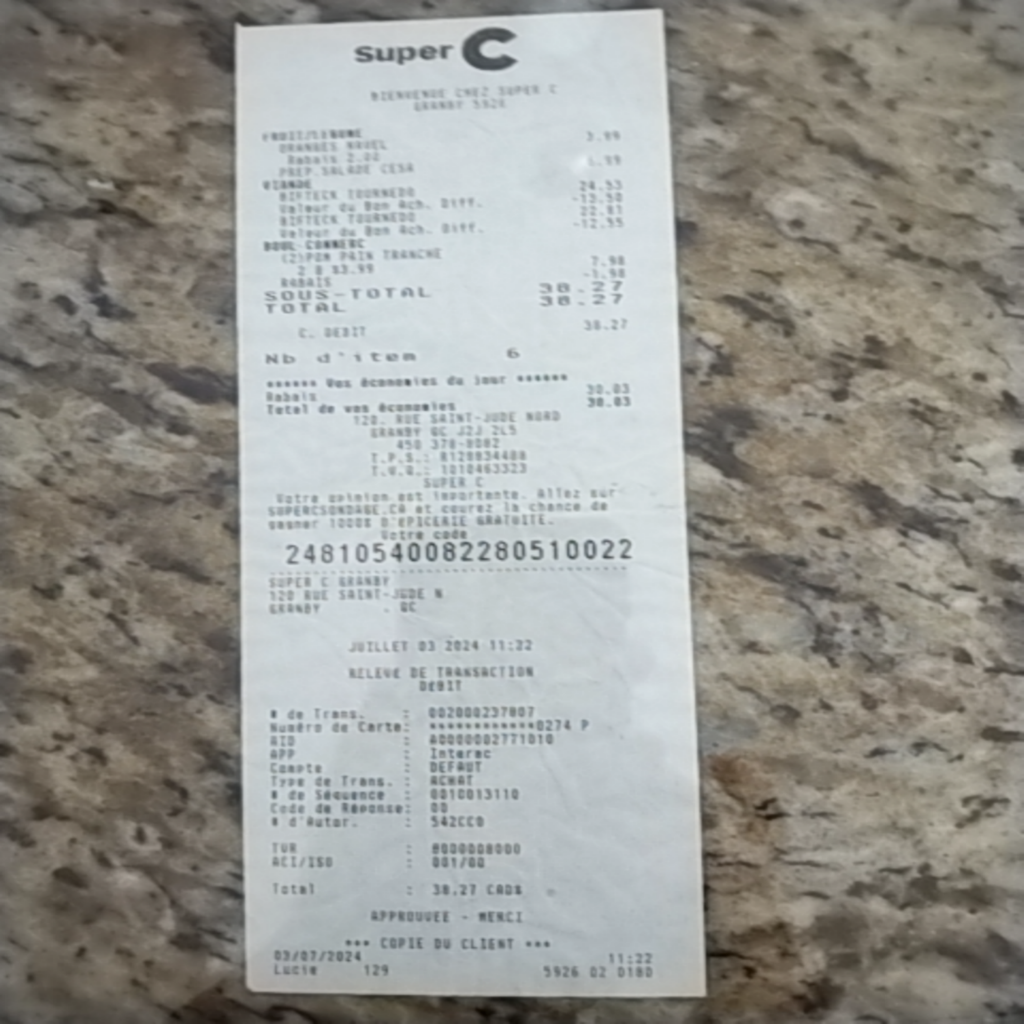 super C
BIENVENUE CHEZ SUPER C
GRANBY 5926
FRUIT/LEGUME
ORANGES NAVEL 3.99
Rabais 2.00
PREP.SALADE CESA 6.99
VIANDE
BIFTECK TOURNEDO 24.53
Valeur du Bon Ach. Diff. -13.50
BIFTECK TOURNEDO 22.81
Valeur du Bon Ach. Diff. -12.55
BOUL COMMERC
(2)POM PAIN TRANCHE 7.98
2 @ $3.99
RABAIS -1.98
SOUS-TOTAL 38.27
TOTAL 38.27
C. DEBIT 38.27
Nb d'item 6
****** Vos économies du jour ******
Rabais 30.03
Total de vos économies 30.03
120, RUE SAINT-JUDE NORD
GRANBY QC J2J 2L5
450 378-8082
T.P.S.:
T.V.Q.: 1010463323
SUPER C
Votre opinion est importante. Allez sur
SUPERCSONDAGE.CA et courez la chance de
gagner 1000$ D'EPICERIE GRATUITE.
Votre code
24810540082280510022
SUPER C GRANBY
120 RUE SAINT-JUDE N
GRANBY , QC
JUILLET 03 2024 11:22
RELEVE DE TRANSACTION
DEBIT
# de Trans. : 002000237007
Numéro de Carte: ************0274 P
AID : A0000002771010
APP : Interac
Compte : DEFAUT
Type de Trans. : ACHAT
# de Séquence : 0010013110
Code de Réponse: 00
# d'Autor. : 542CC0
TVR : 8000008000
ACI/ISO : 001/00
Total : 38.27 CAD$
APPROUVEE - MERCI
*** COPIE DU CLIENT ***
03/07/2024 11:22
Lucie 129 5926 02 0180